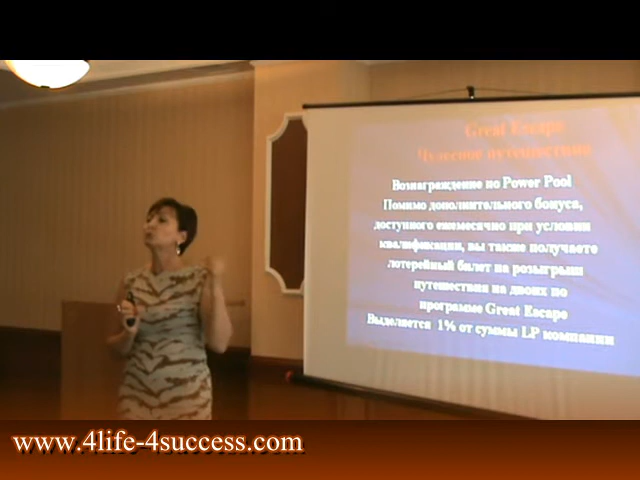 Great Escape
Чудесное путешествие
Вознаграждение по Power Pool
Помимо дополнительного бонуса,
доступного ежемесячно при условии
квалификации, вы также получаете
лотерейный билет на розыгрыш
путешествия на двоих по
программе Great Escape
Выделяется 1% от суммы LP компании
www.4life-4success.com